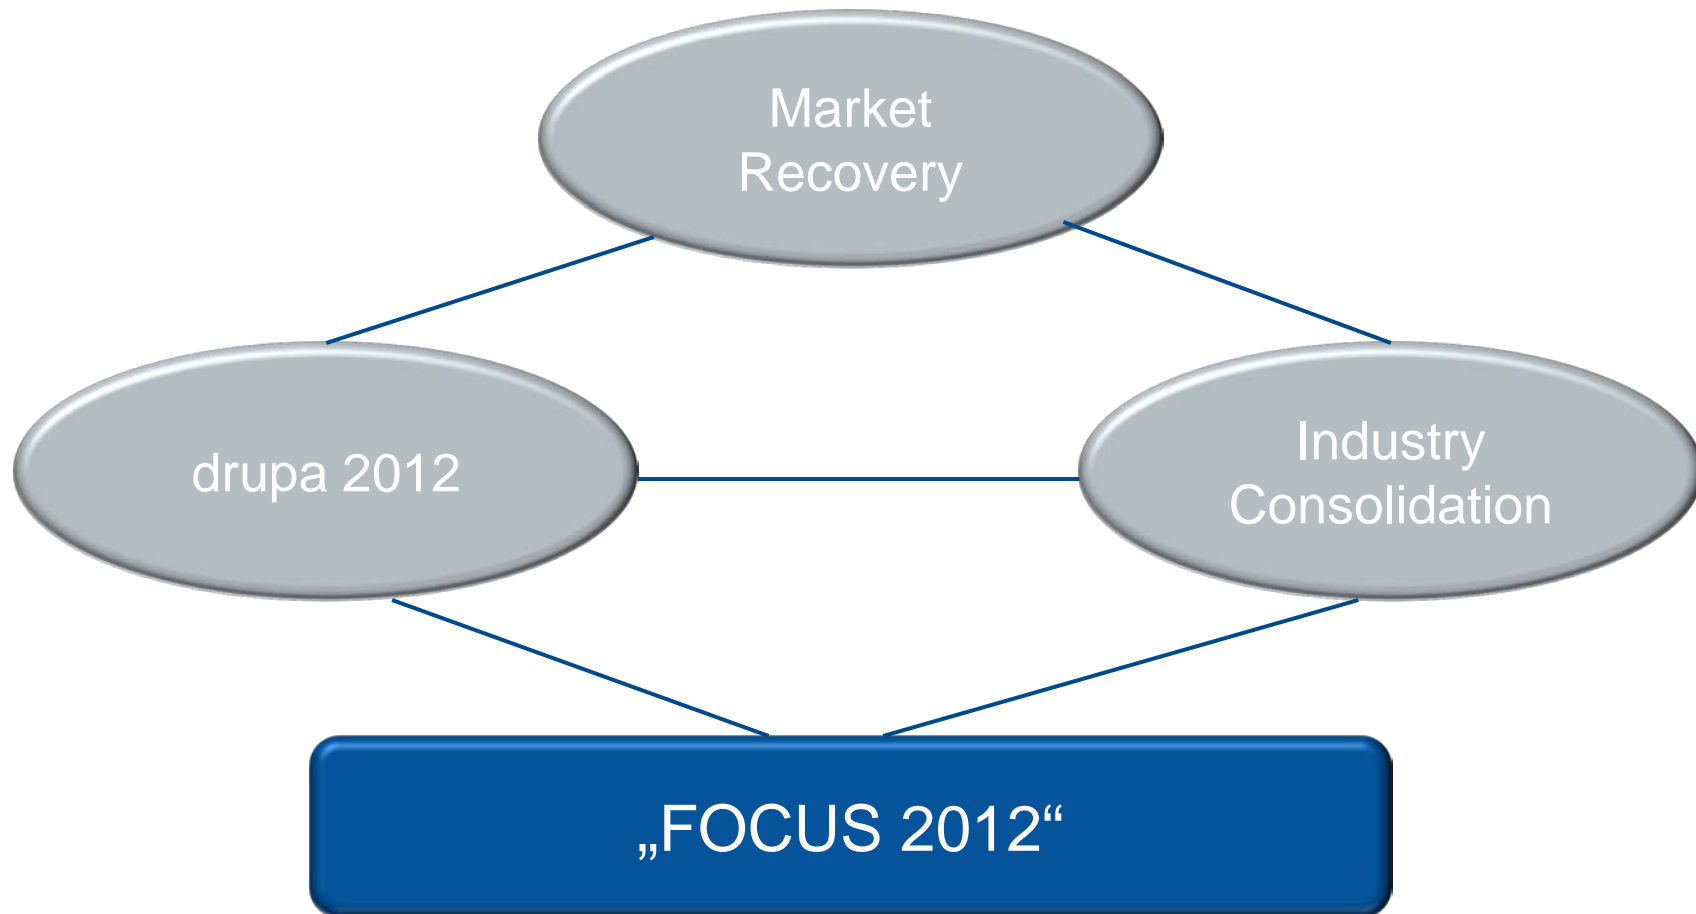 Market
Recovery
drupa 2012
Industry
Consolidation
„FOCUS 2012“